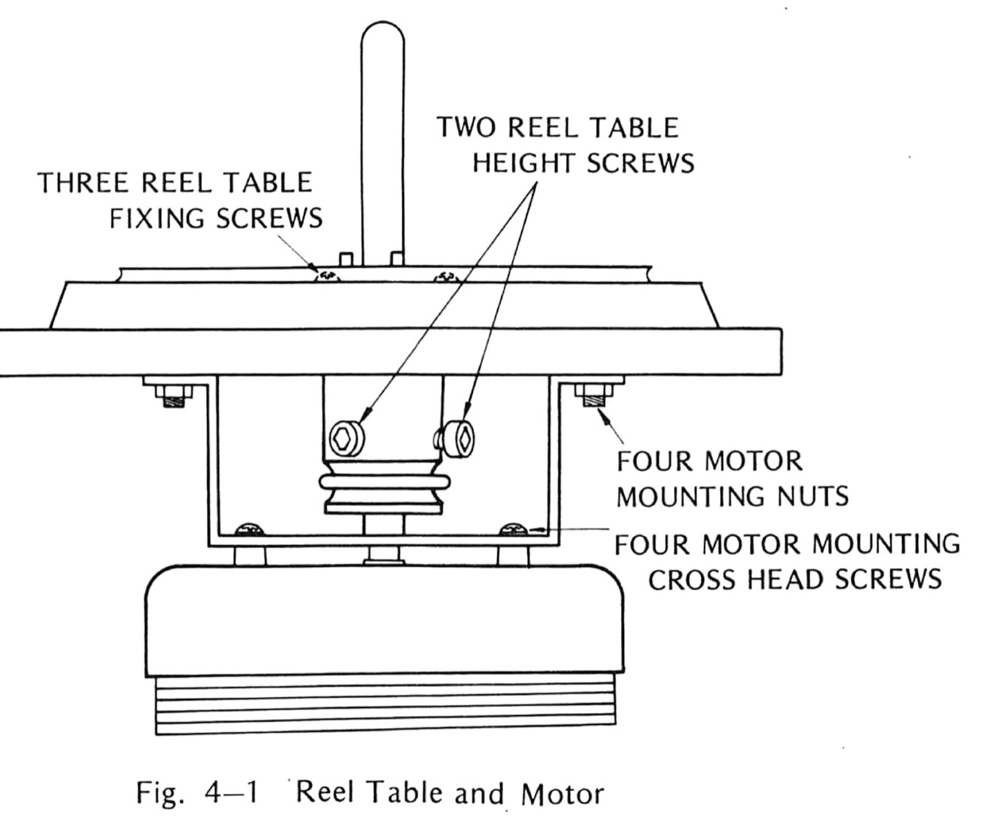 TWO REEL TABLE
HEIGHT SCREWS
THREE REEL TABLE
FIXING SCREWS
FOUR MOTOR
MOUNTING NUTS
FOUR MOTOR MOUNTING
CROSS HEAD SCREWS
Fig. 4–1 Reel Table and Motor